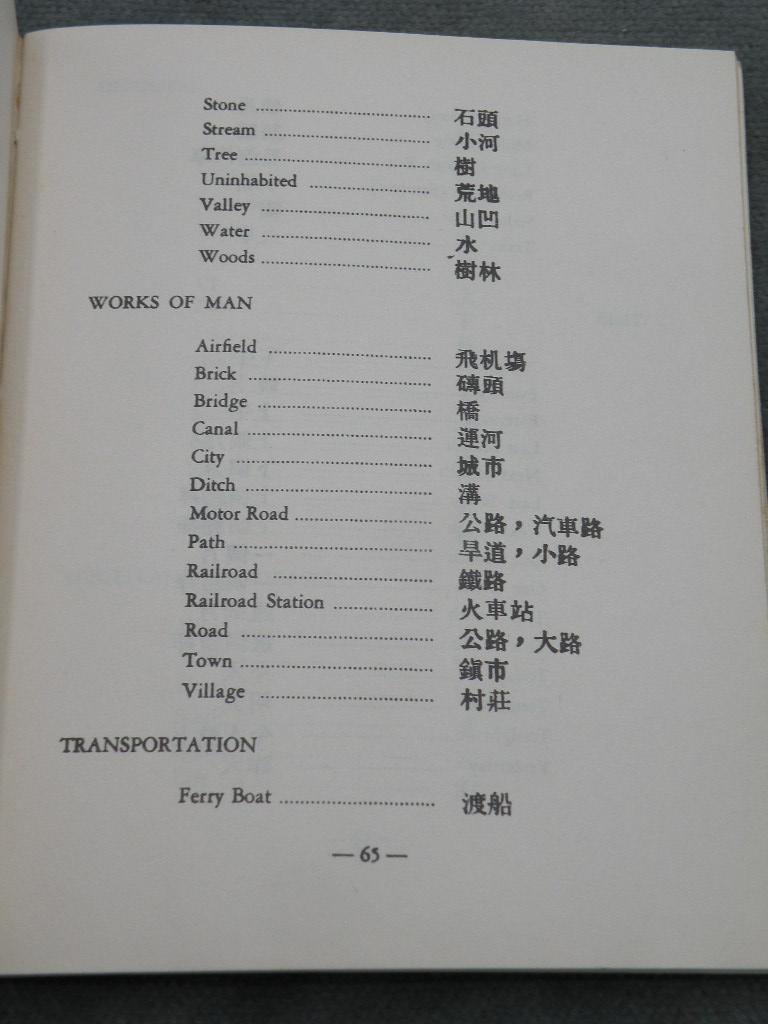 Stone ........................................ 石頭
Stream ........................................ 小河
Tree ........................................ 樹
Uninhabited ........................................ 荒地
Valley ........................................ 山凹
Water ........................................ 水
Woods ........................................ 樹林
WORKS OF MAN
Airfield ........................................ 飛机塲
Brick ........................................ 磚頭
Bridge ........................................ 橋
Canal ........................................ 運河
City ........................................ 城市
Ditch ........................................ 溝
Motor Road ........................................ 公路，汽車路
Path ........................................ 旱道，小路
Railroad ........................................ 鐵路
Railroad Station ........................................ 火車站
Road ........................................ 公路，大路
Town ........................................ 鎭市
Village ........................................ 村莊
TRANSPORTATION
Ferry Boat ........................................ 渡船
— 65 —